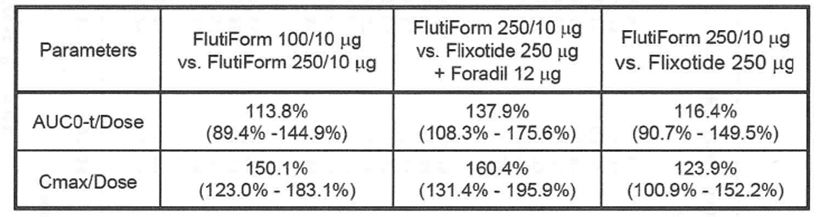 Parameters
FlutiForm 100/10 µg
vs. FlutiForm 250/10 µg
FlutiForm 250/10 µg
vs. Flixotide 250 µg
+ Foradil 12 µg
FlutiForm 250/10 µg
vs. Flixotide 250 µg
AUC0-t/Dose
113.8%
(89.4% -144.9%)
137.9%
(108.3% - 175.6%)
116.4%
(90.7% - 149.5%)
Cmax/Dose
150.1%
(123.0% - 183.1%)
160.4%
(131.4% - 195.9%)
123.9%
(100.9% - 152.2%)